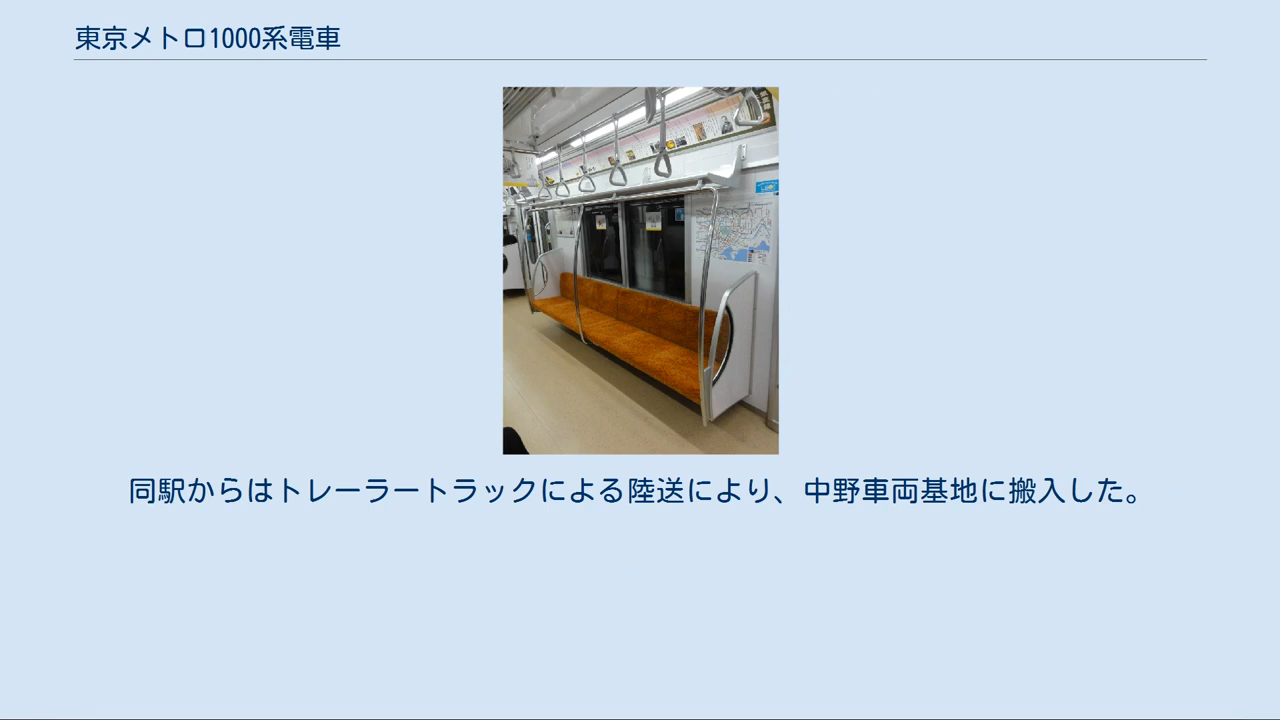 東京メトロ1000系電車
同駅からはトレーラートラックによる陸送により、中野車両基地に搬入した。